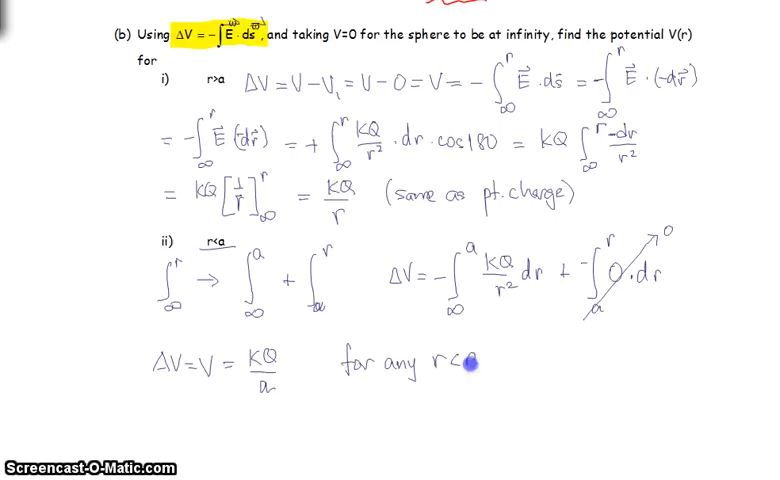 (b) Using ΔV = -∫E⃗ · ds⃗, and taking V=0 for the sphere to be at infinity, find the potential V(r)
for
i) r>a ΔV = V - V₁ = V - 0 = V = -∫_∞^r E⃗ · ds⃗ = -∫_∞^r E⃗ · (-dr⃗)
= -∫_∞^r E⃗ (-dr⃗) = +∫_∞^r KQ/r² · dr · cos180 = KQ ∫_∞^r -dr/r²
= KQ [1/r]_∞^r = KQ/r (same as pt. charge)
ii) r<a
∫_∞^r → ∫_∞^a + ∫_a^r ΔV = -∫_∞^a KQ/r² dr + -∫_a^r 0 · dr 0
ΔV = V = KQ/a for any r<a
Screencast-O-Matic.com